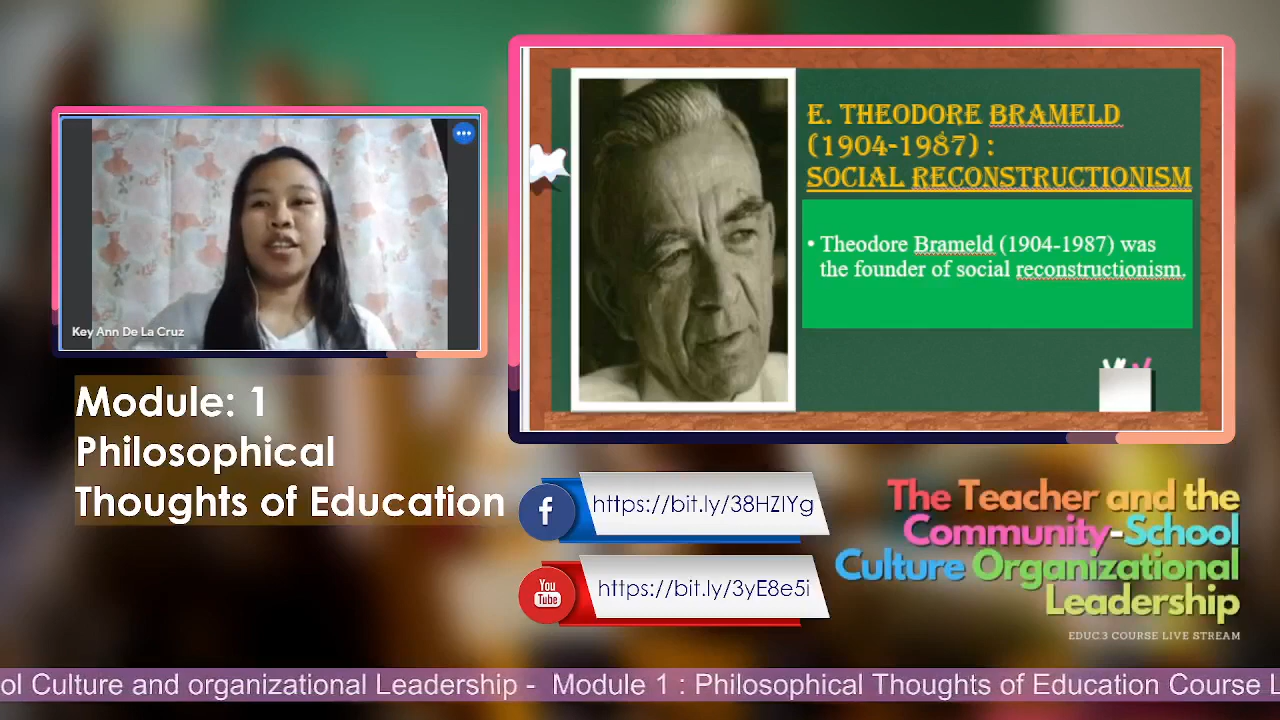 E. THEODORE BRAMELD
(1904-1987) :
SOCIAL RECONSTRUCTIONISM
• Theodore Brameld (1904-1987) was
the founder of social reconstructionism.
Key Ann De La Cruz
Module: 1
Philosophical
Thoughts of Education
f
https://bit.ly/38HZIYg
You
Tube
https://bit.ly/3yE8e5i
The Teacher and the
Community-School
Culture Organizational
Leadership
EDUC 3 COURSE LIVE STREAM
ol Culture and organizational Leadership - Module 1 : Philosophical Thoughts of Education Course L